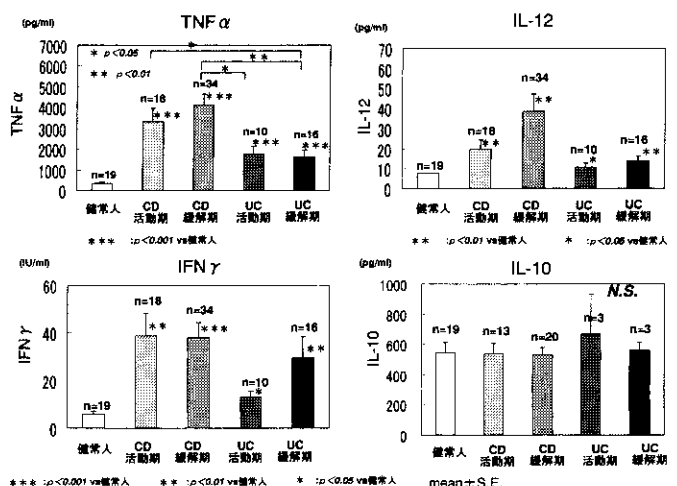 (pg/ml)
TNF α
7000
6000
5000
4000
3000
2000
1000
0
TNF α
* p<0.05
** p<0.01
*
**
*
n=19
n=18
***
n=34
***
n=10
***
n=16
***
健常人
CD
活動期
CD
緩解期
UC
活動期
UC
緩解期
*** :p<0.001 vs健常人
(pg/ml)
IL-12
70
60
50
40
30
20
10
0
IL-12
n=19
n=18
**
n=34
**
n=10
*
n=16
**
健常人
CD
活動期
CD
緩解期
UC
活動期
UC
緩解期
** :p<0.01 vs健常人 * :p<0.05 vs健常人
(IU/ml)
IFN γ
60
40
20
0
IFN γ
n=19
n=18
**
n=34
***
n=10
*
n=16
**
健常人
CD
活動期
CD
緩解期
UC
活動期
UC
緩解期
*** :p<0.001 vs健常人 ** :p<0.01 vs健常人 * :p<0.05 vs健常人
(pg/ml)
IL-10
1000
800
600
400
200
0
IL-10
N.S.
n=19
n=13
n=20
n=3
n=3
健常人
CD
活動期
CD
緩解期
UC
活動期
UC
緩解期
mean±S.E.